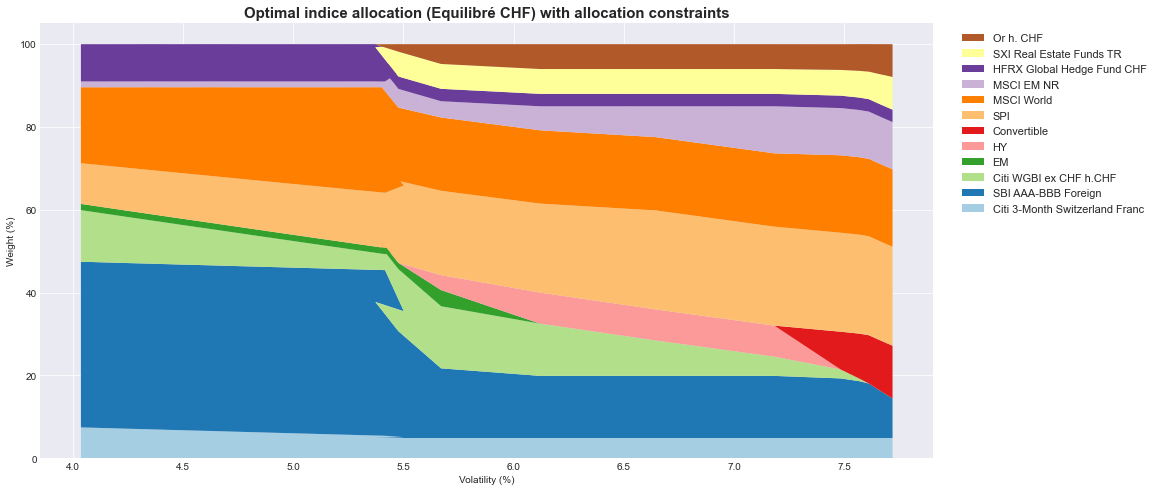 Optimal indice allocation (Equilibré CHF) with allocation constraints
Weight (%)
100
80
60
40
20
0
4.0 4.5 5.0 5.5 6.0 6.5 7.0 7.5
Volatility (%)
Or h. CHF
SXI Real Estate Funds TR
HFRX Global Hedge Fund CHF
MSCI EM NR
MSCI World
SPI
Convertible
HY
EM
Citi WGBI ex CHF h.CHF
SBI AAA-BBB Foreign
Citi 3-Month Switzerland Franc